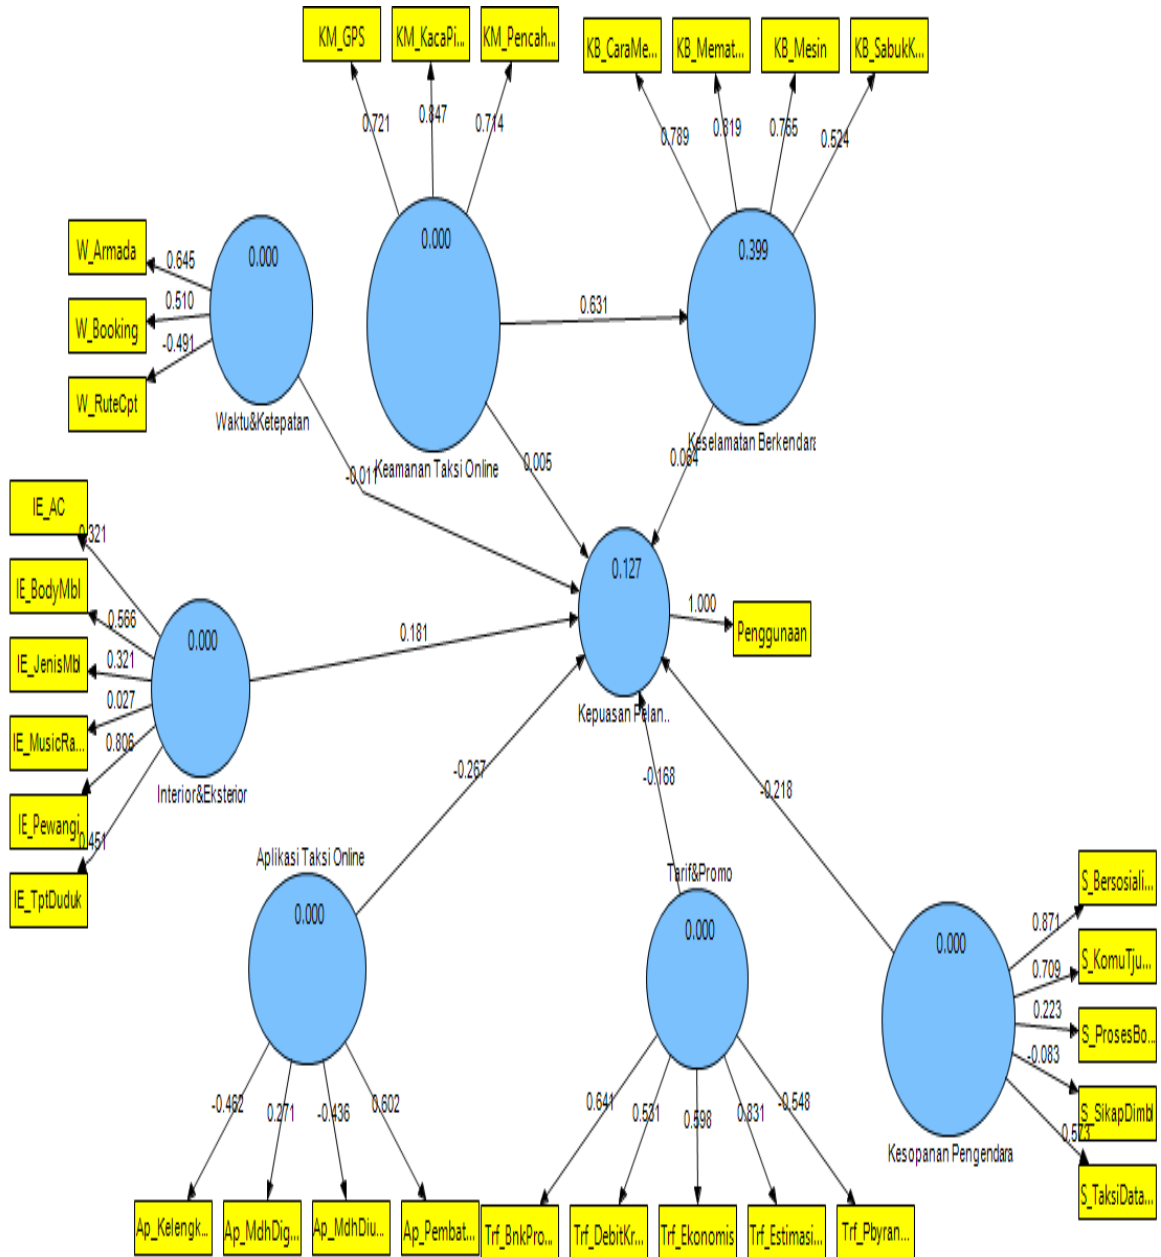 KM_GPS
KM_KacaPi...
KM_Pencah...
KB_CaraMe...
KB_Memat...
KB_Mesin
KB_SabukK...
0.721
0.847
0.714
0.789
0.819
0.765
0.524
W_Armada
W_Booking
W_RuteCpt
0.645
0.510
-0.491
0.000
Waktu&Ketepatan
0.000
Keamanan Taksi Online
0.631
0.399
Keselamatan Berkendara
-0.011
0.005
0.064
IE_AC
IE_BodyMbl
IE_JenisMbl
IE_MusicRa...
IE_Pewangi
IE_TptDuduk
0.321
0.566
0.321
0.027
0.806
0.451
0.000
Interior&Eksterior
0.181
0.127
Kepuasan Pelan..
1.000
Penggunaan
-0.267
-0.168
-0.218
Aplikasi Taksi Online
0.000
Tarif&Promo
0.000
0.000
Kesopanan Pengendara
0.871
0.709
0.223
-0.083
0.573
S_Bersosiali...
S_KomuTju...
S_ProsesBo...
S_SikapDimbl
S_TaksiData...
-0.462
0.271
-0.436
0.602
0.641
0.531
0.598
0.831
-0.548
Ap_Kelengk...
Ap_MdhDig...
Ap_MdhDiu...
Ap_Pembat...
Trf_BnkPro...
Trf_DebitKr...
Trf_Ekonomis
Trf_Estimasi...
Trf_Pbyran...